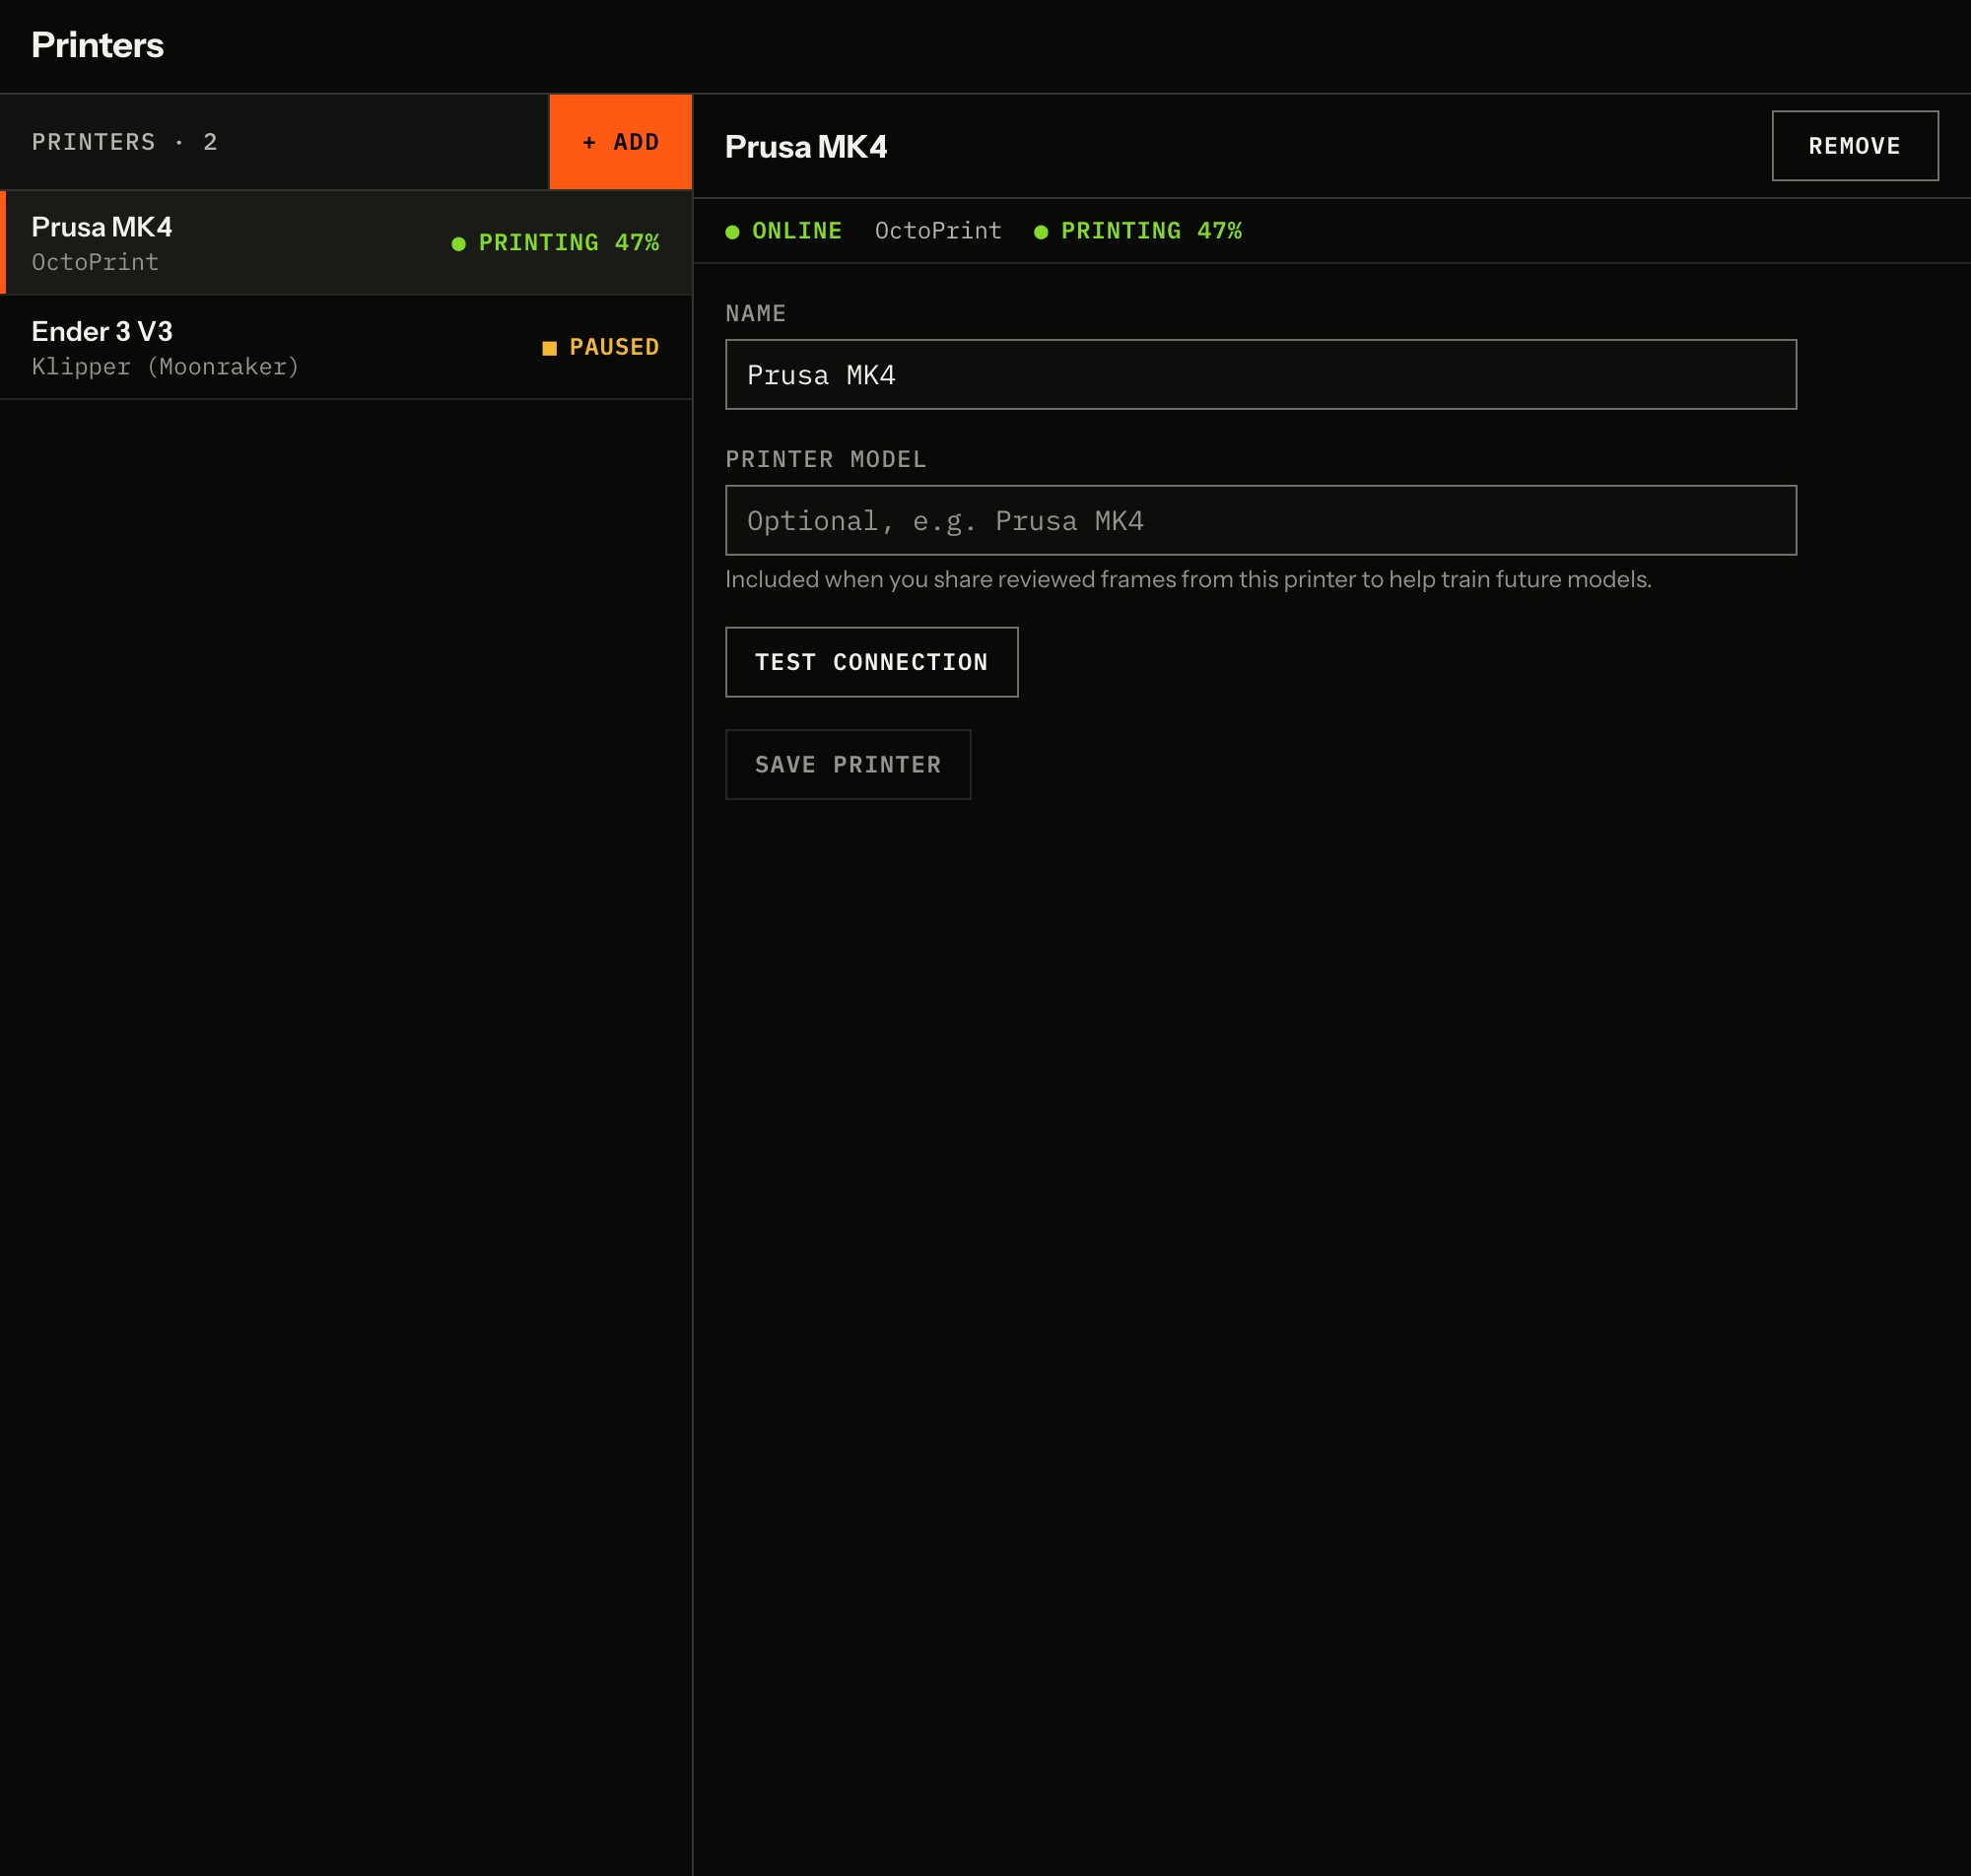 Printers
PRINTERS · 2
+ ADD
Prusa MK4
OctoPrint
● PRINTING 47%
Ender 3 V3
Klipper (Moonraker)
■ PAUSED
Prusa MK4
REMOVE
● ONLINE OctoPrint ● PRINTING 47%
NAME
Prusa MK4
PRINTER MODEL
Optional, e.g. Prusa MK4
Included when you share reviewed frames from this printer to help train future models.
TEST CONNECTION
SAVE PRINTER